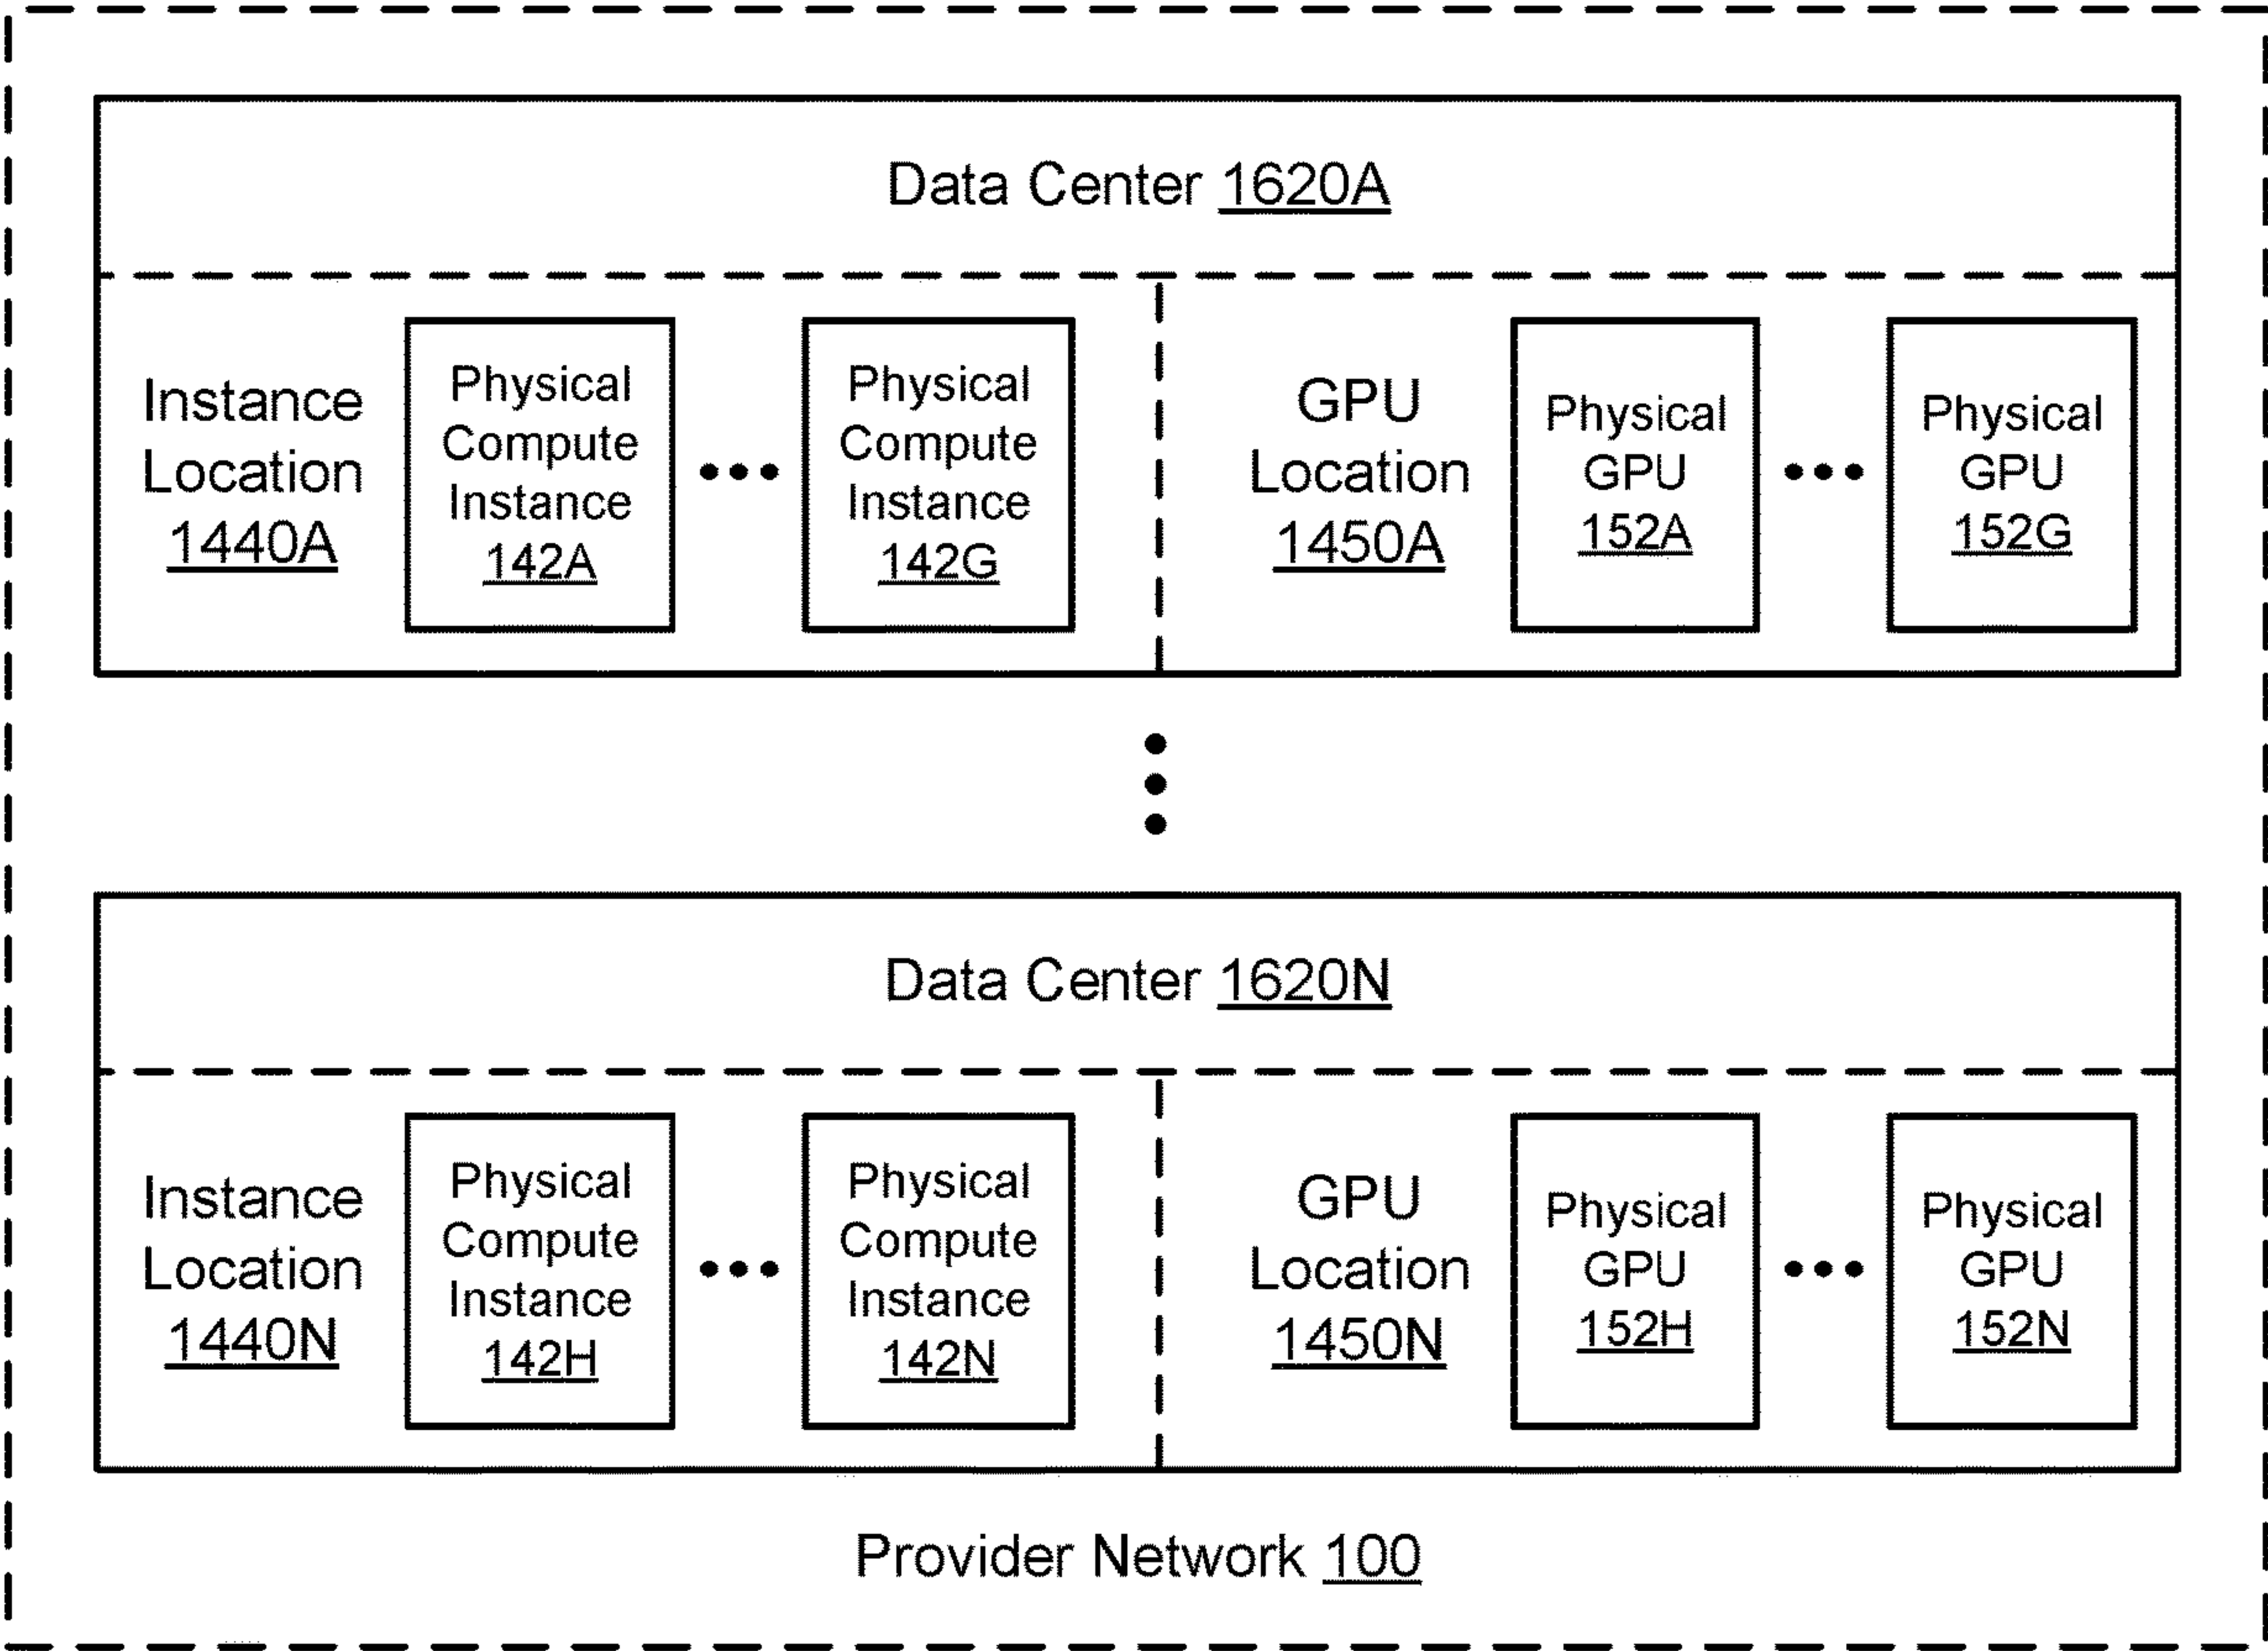 Data Center 1620A
Instance
Location
1440A
Physical
Compute
Instance
142A
Physical
Compute
Instance
142G
GPU
Location
1450A
Physical
GPU
152A
Physical
GPU
152G
Data Center 1620N
Instance
Location
1440N
Physical
Compute
Instance
142H
Physical
Compute
Instance
142N
GPU
Location
1450N
Physical
GPU
152H
Physical
GPU
152N
Provider Network 100